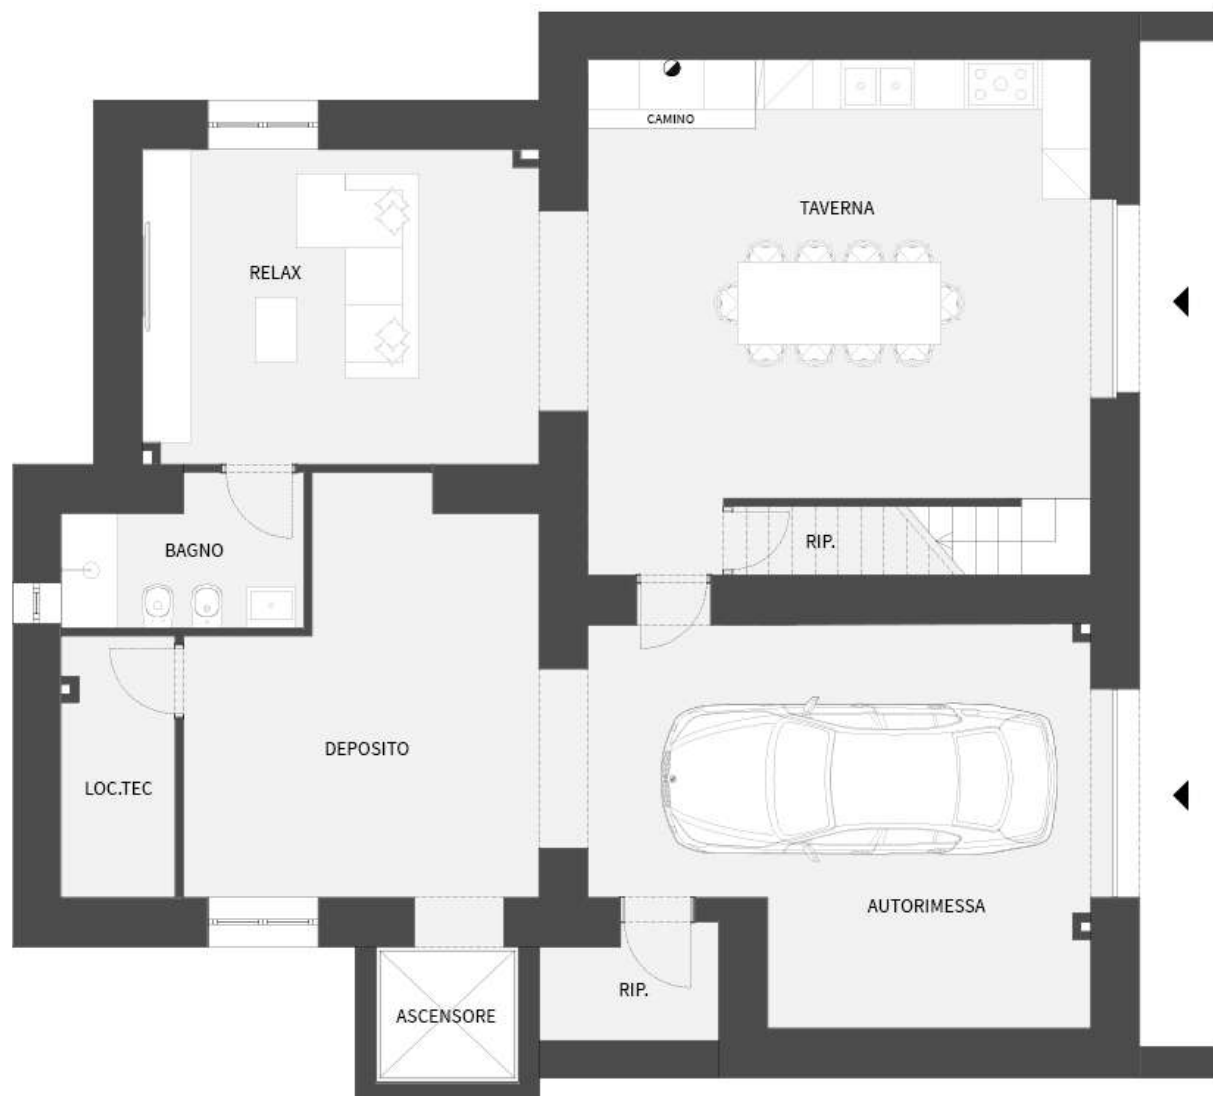 CAMINO
TAVERNA
RELAX
RIP.
BAGNO
DEPOSITO
LOC.TEC
AUTORIMESSA
RIP.
ASCENSORE